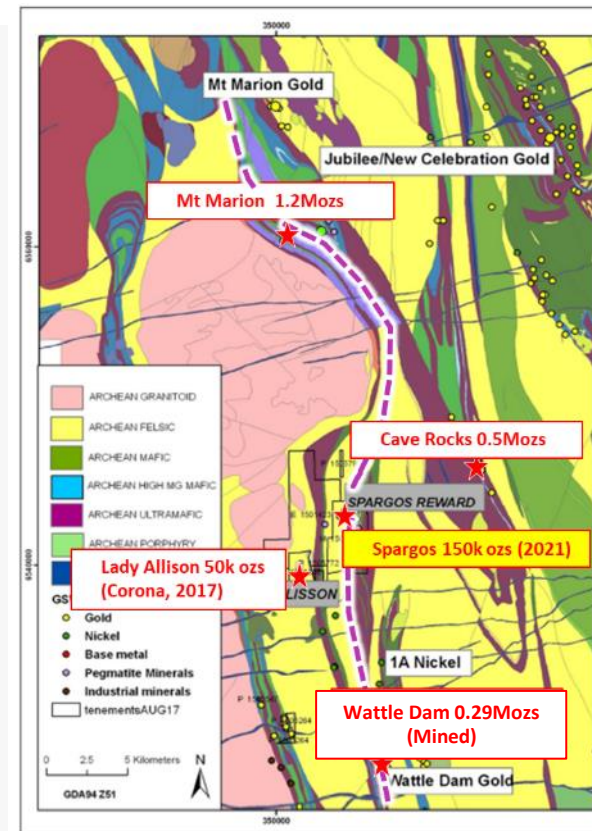 350000
Mt Marion Gold
Jubilee/New Celebration Gold
Mt Marion 1.2Mozs
6560000
ARCHEAN GRANITOID
ARCHEAN FELSIC
ARCHEAN MAFIC
ARCHEAN HIGH MG MAFIC
ARCHEAN ULTRAMAFIC
ARCHEAN PORPHYRY
Cave Rocks 0.5Mozs
SPARGOS REWARD
Spargos 150k ozs (2021)
6540000
Lady Allison 50k ozs
(Corona, 2017)
LISSON
Gold
Nickel
Base metal
Pegmatite Minerals
Industrial minerals
tenementsAUG17
1A Nickel
Wattle Dam 0.29Mozs
(Mined)
Wattle Dam Gold
0 2.5 5 Kilometers
N
GDA94 Z51
350000